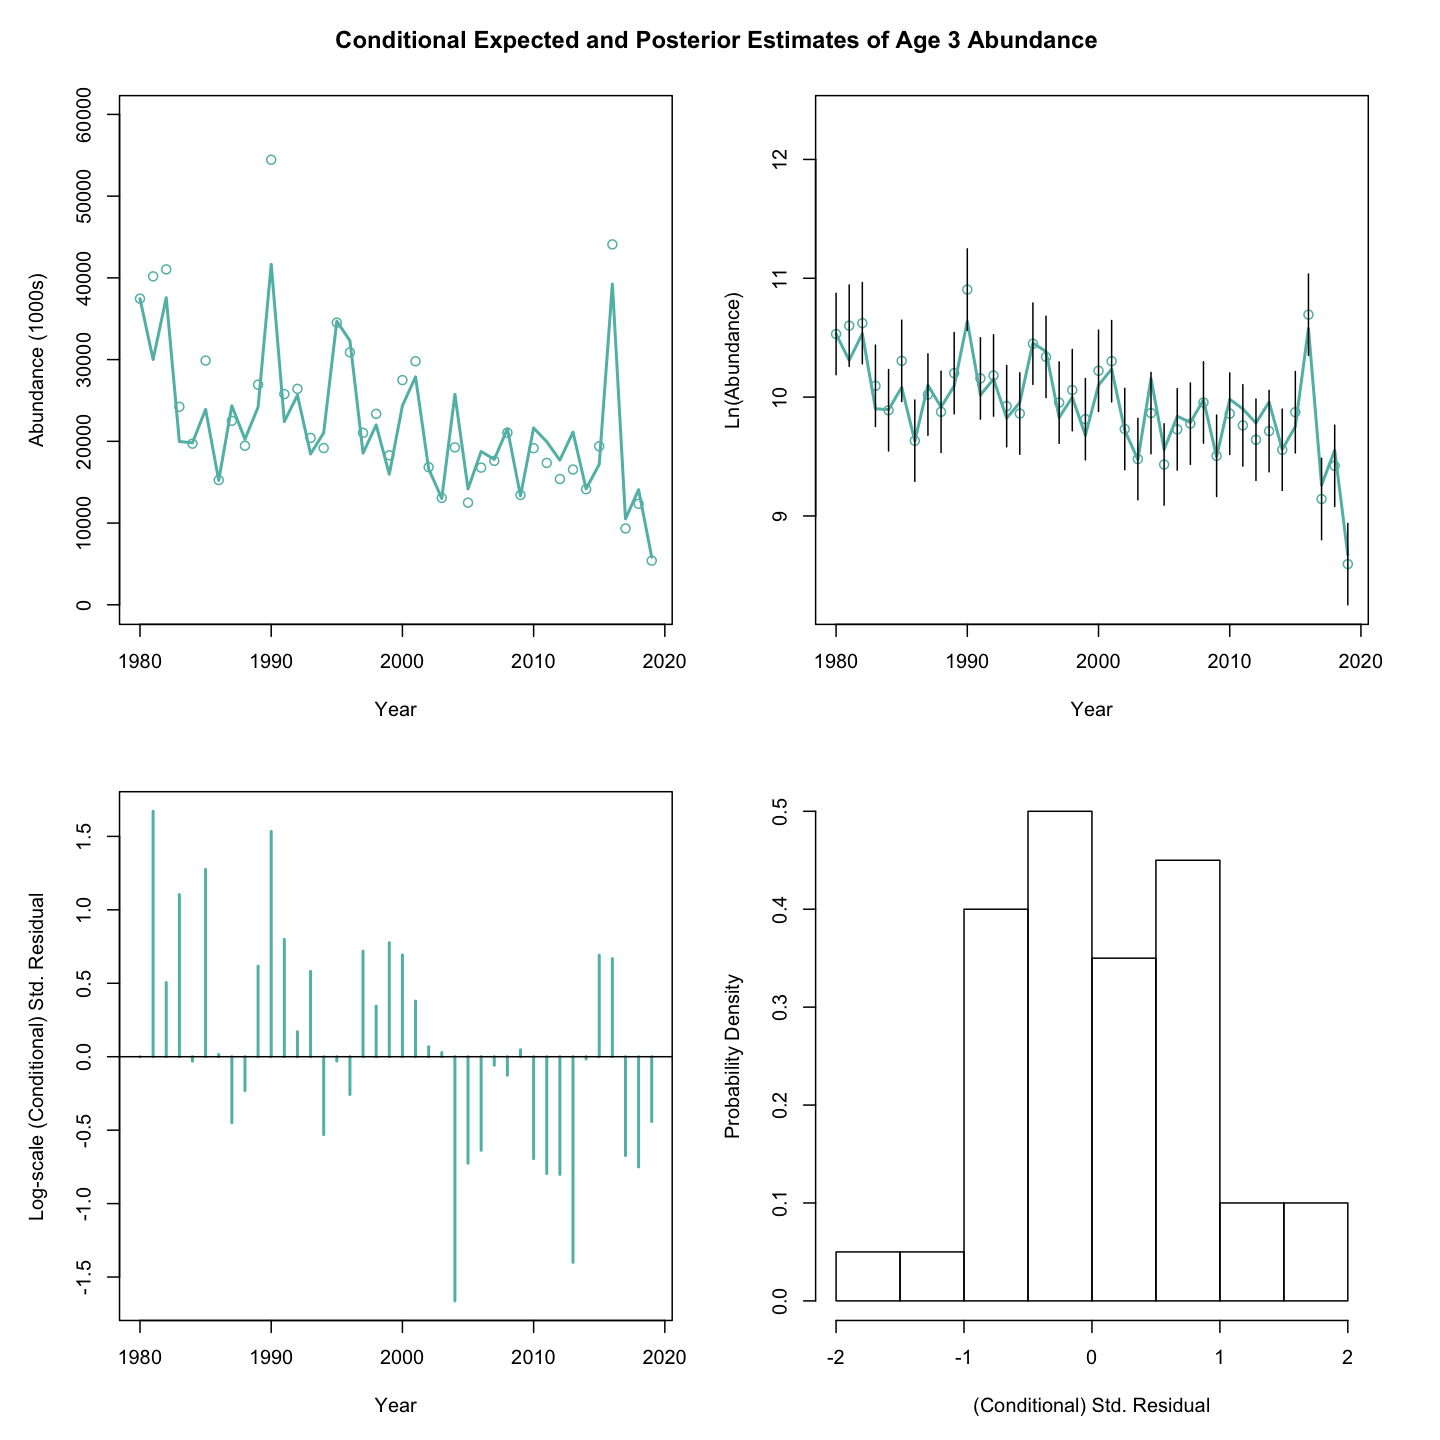 Conditional Expected and Posterior Estimates of Age 3 Abundance
Abundance (1000s)
60000
50000
40000
30000
20000
10000
0
1980 1990 2000 2010 2020
Year
Ln(Abundance)
12
11
10
9
1980 1990 2000 2010 2020
Year
Log-scale (Conditional) Std. Residual
1.5
1.0
0.5
0.0
-0.5
-1.0
-1.5
1980 1990 2000 2010 2020
Year
Probability Density
0.5
0.4
0.3
0.2
0.1
0.0
-2 -1 0 1 2
(Conditional) Std. Residual